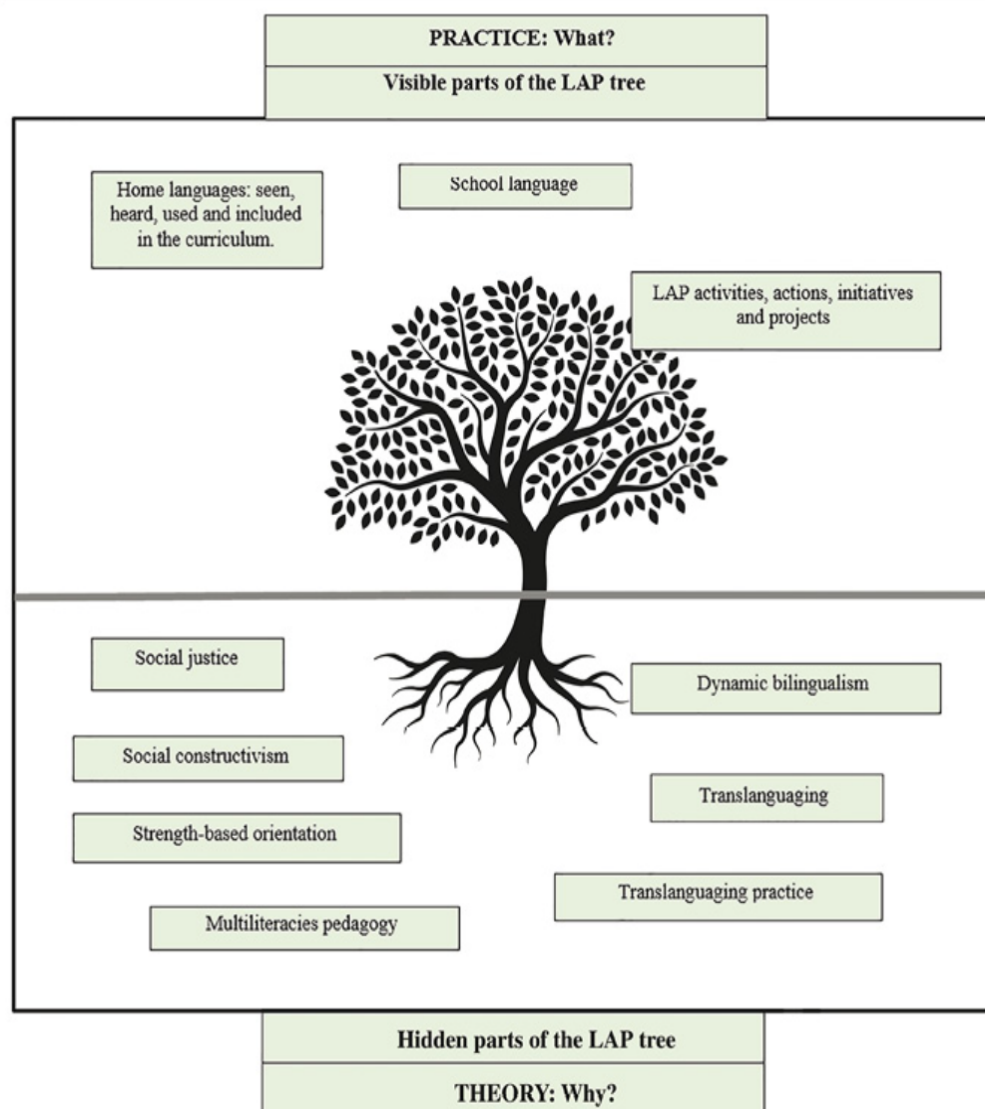 PRACTICE: What?
Visible parts of the LAP tree
School language
Home languages: seen,
heard, used and included
in the curriculum.
LAP activities, actions, initiatives
and projects
Social justice
Dynamic bilingualism
Social constructivism
Translanguaging
Strength-based orientation
Translanguaging practice
Multiliteracies pedagogy
Hidden parts of the LAP tree
THEORY: Why?